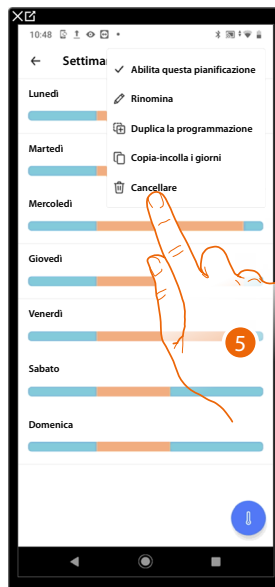 10:48
Settima
Abilita questa pianificazione
Rinomina
Duplica la programmazione
Copia-incolla i giorni
Cancellare
Lunedì
Martedì
Mercoledì
Giovedì
Venerdì
5
Sabato
Domenica